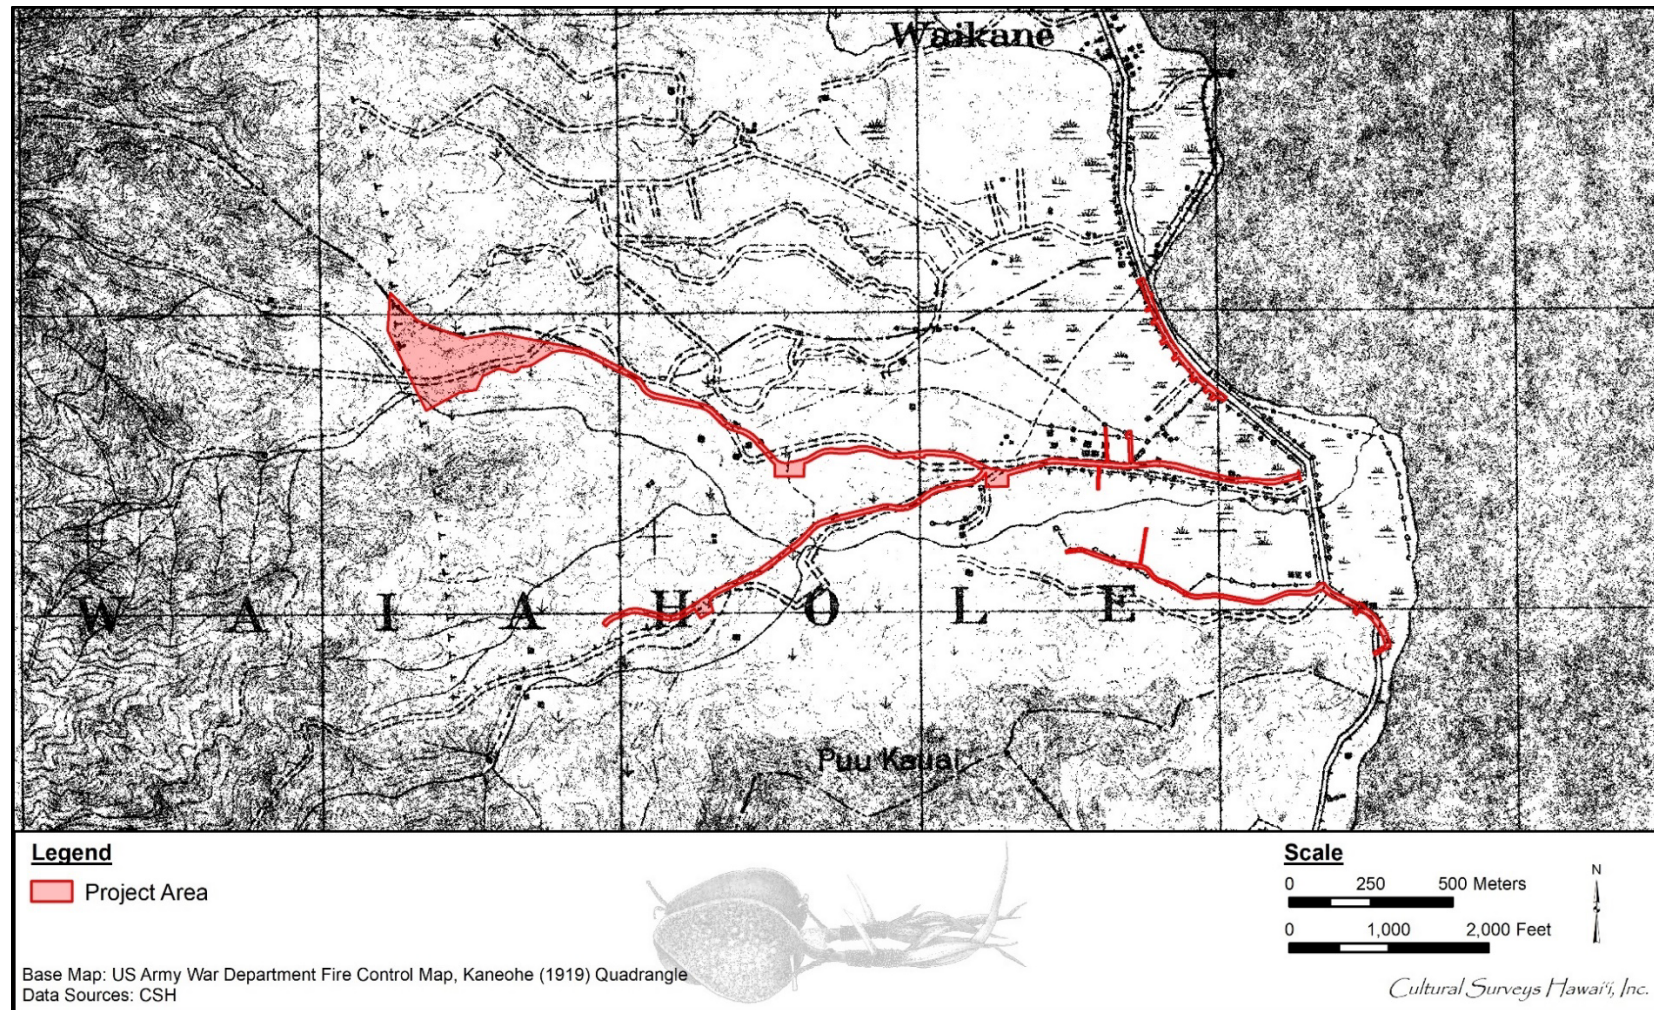 Waikane
W A I A H O L E
Puu Kauai
Legend
Project Area
Scale
0 250 500 Meters
0 1,000 2,000 Feet
N
Base Map: US Army War Department Fire Control Map, Kaneohe (1919) Quadrangle
Data Sources: CSH
Cultural Surveys Hawai‘i, Inc.